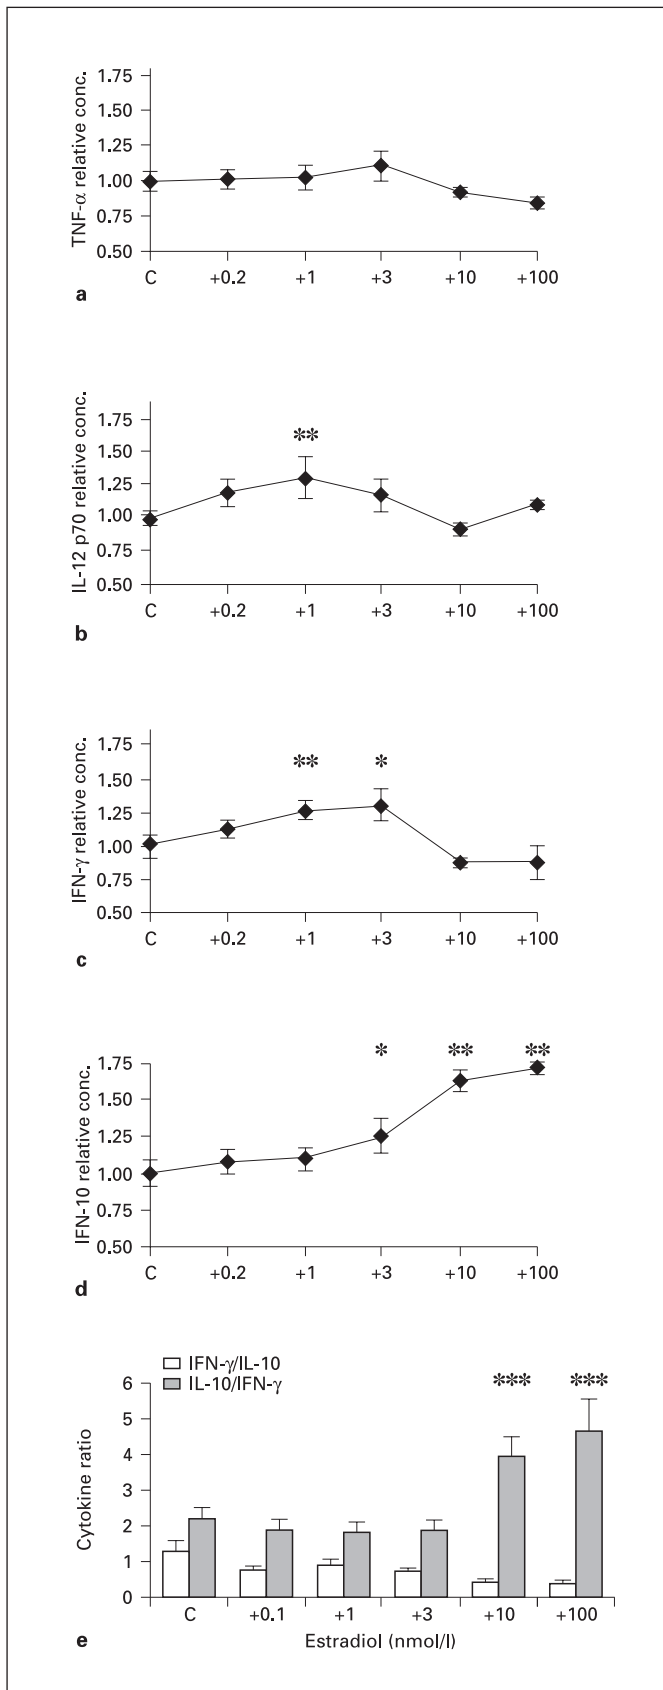 TNF-α relative conc.
1.75
1.50
1.25
1.00
0.75
0.50
C +0.2 +1 +3 +10 +100
a
IL-12 p70 relative conc.
**
1.75
1.50
1.25
1.00
0.75
0.50
C +0.2 +1 +3 +10 +100
b
IFN-γ relative conc.
** *
1.75
1.50
1.25
1.00
0.75
0.50
C +0.2 +1 +3 +10 +100
c
IFN-10 relative conc.
* ** **
1.75
1.50
1.25
1.00
0.75
0.50
C +0.2 +1 +3 +10 +100
d
IFN-γ/IL-10
IL-10/IFN-γ
*** ***
Cytokine ratio
6
5
4
3
2
1
0
C +0.1 +1 +3 +10 +100
Estradiol (nmol/l)
e